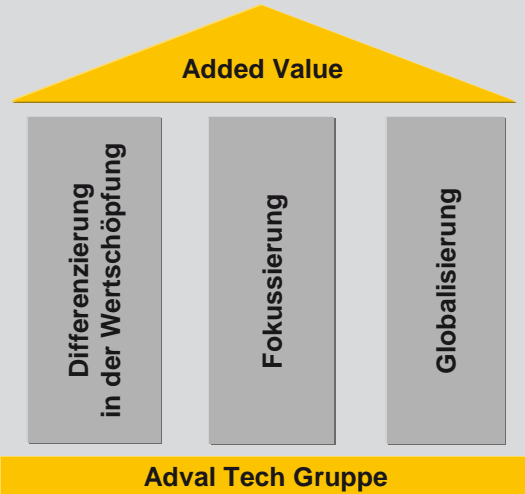 Added Value
Differenzierung
in der Wertschöpfung
Fokussierung
Globalisierung
Adval Tech Gruppe